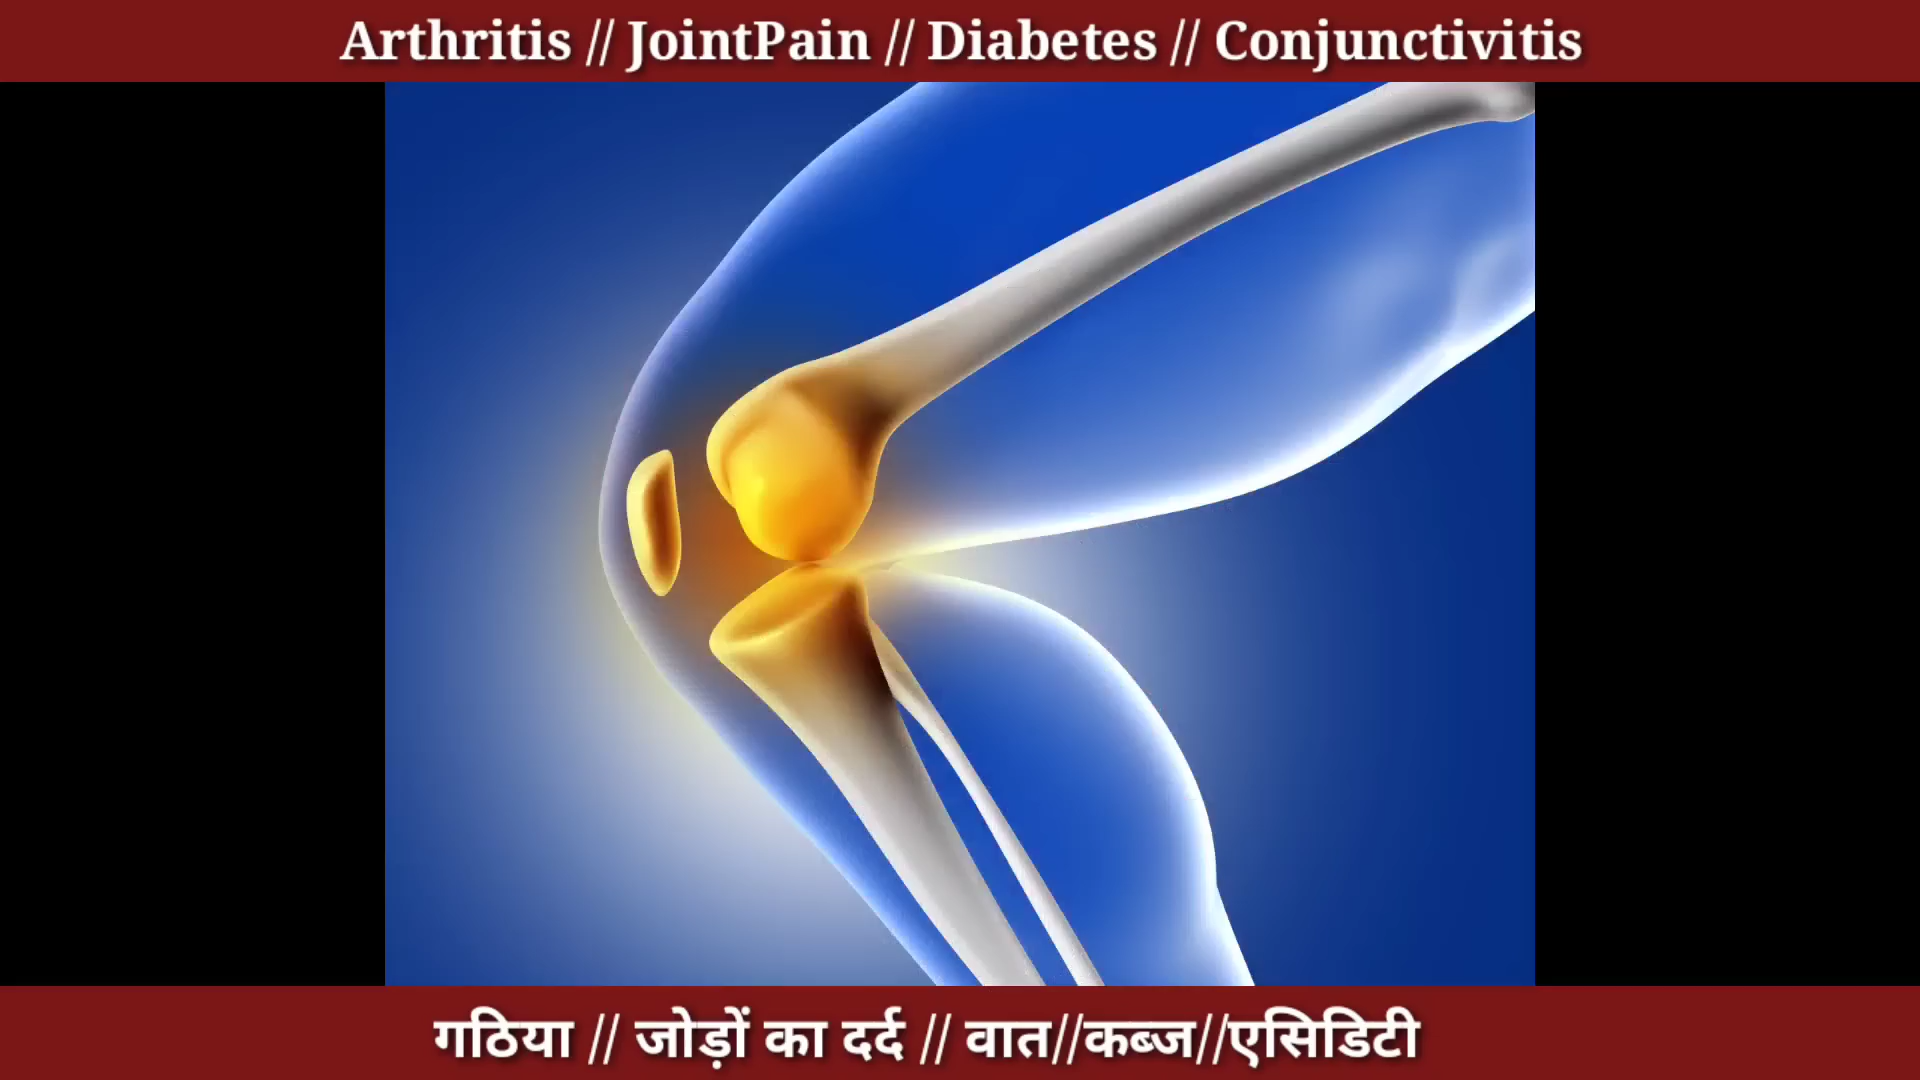 Arthritis // JointPain // Diabetes // Conjunctivitis
गठिया // जोड़ों का दर्द // वात//कब्ज//एसिडिटी